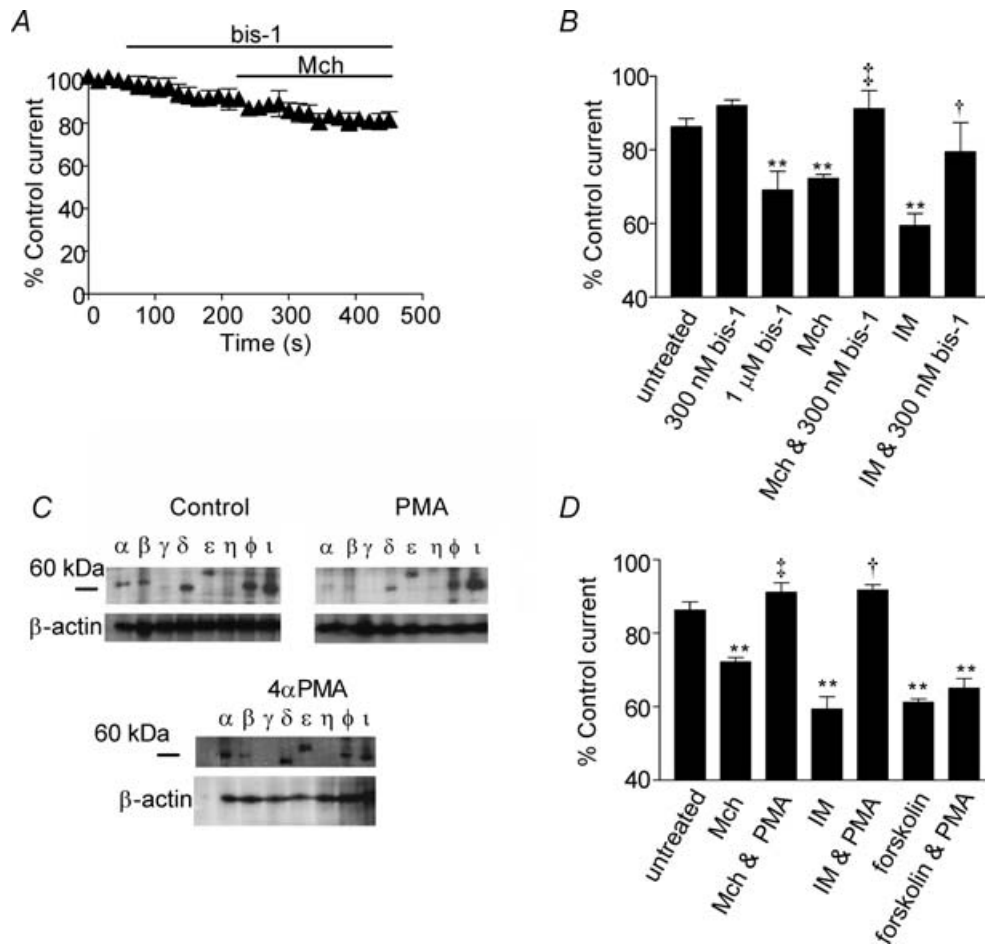 A
bis-1
Mch
100
80
60
40
20
0
% Control current
0 100 200 300 400 500
Time (s)
B
100
80
60
40
% Control current
** ** ‡ ** †
untreated
300 nM bis-1
1 μM bis-1
Mch
Mch & 300 nM bis-1
IM
IM & 300 nM bis-1
C
Control
α β γ δ ε η ϕ ι
60 kDa
β-actin
PMA
α β γ δ ε η ϕ ι
4αPMA
α β γ δ ε η ϕ ι
60 kDa
β-actin
D
100
80
60
40
% Control current
** ‡ ** † ** **
untreated
Mch
Mch & PMA
IM
IM & PMA
forskolin
forskolin & PMA